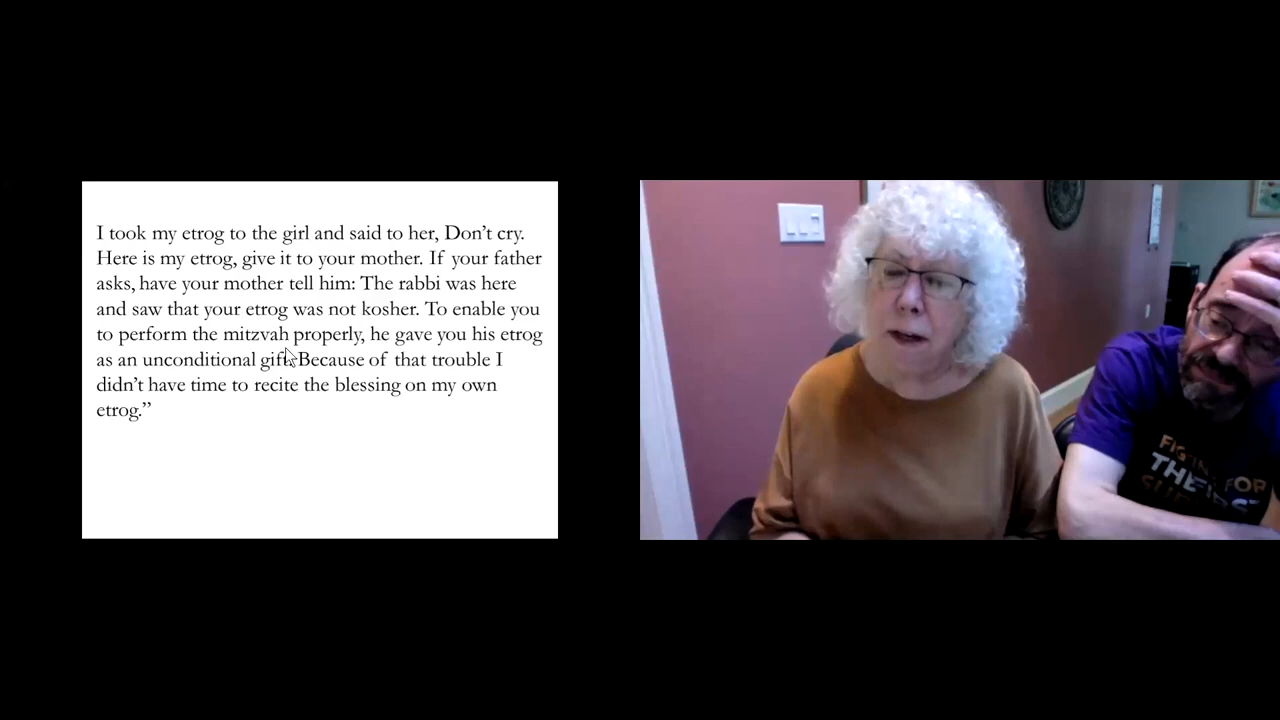 I took my etrog to the girl and said to her, Don’t cry.
Here is my etrog, give it to your mother. If your father
asks, have your mother tell him: The rabbi was here
and saw that your etrog was not kosher. To enable you
to perform the mitzvah properly, he gave you his etrog
as an unconditional gift. Because of that trouble I
didn’t have time to recite the blessing on my own
etrog.”
FOR
THE